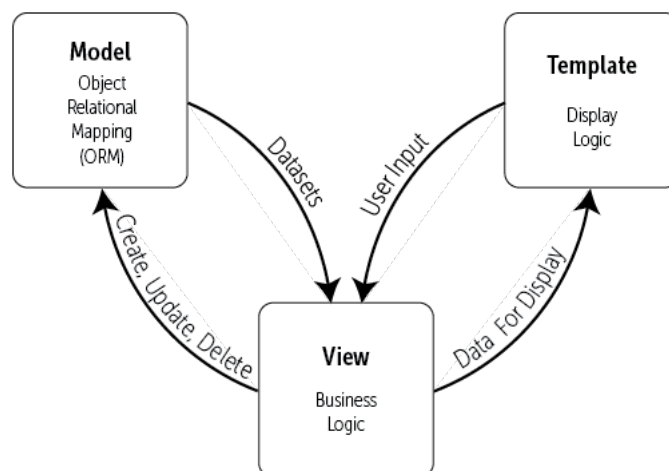 Model
Object
Relational
Mapping
(ORM)
Template
Display
Logic
Datasets
User Input
Create, Update, Delete
Data For Display
View
Business
Logic